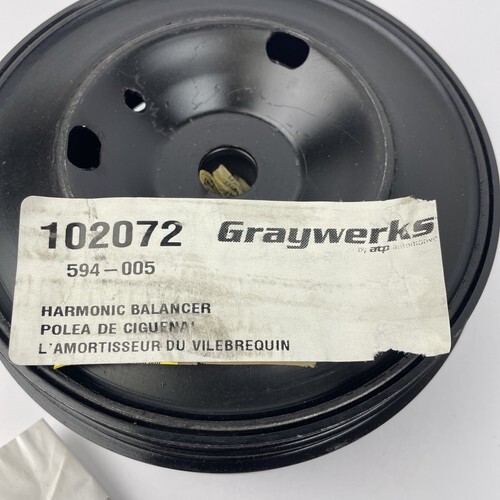 102072 Graywerks
by atp automotive
594-005
HARMONIC BALANCER
POLEA DE CIGUENAL
L'AMORTISSEUR DU VILEBREQUIN